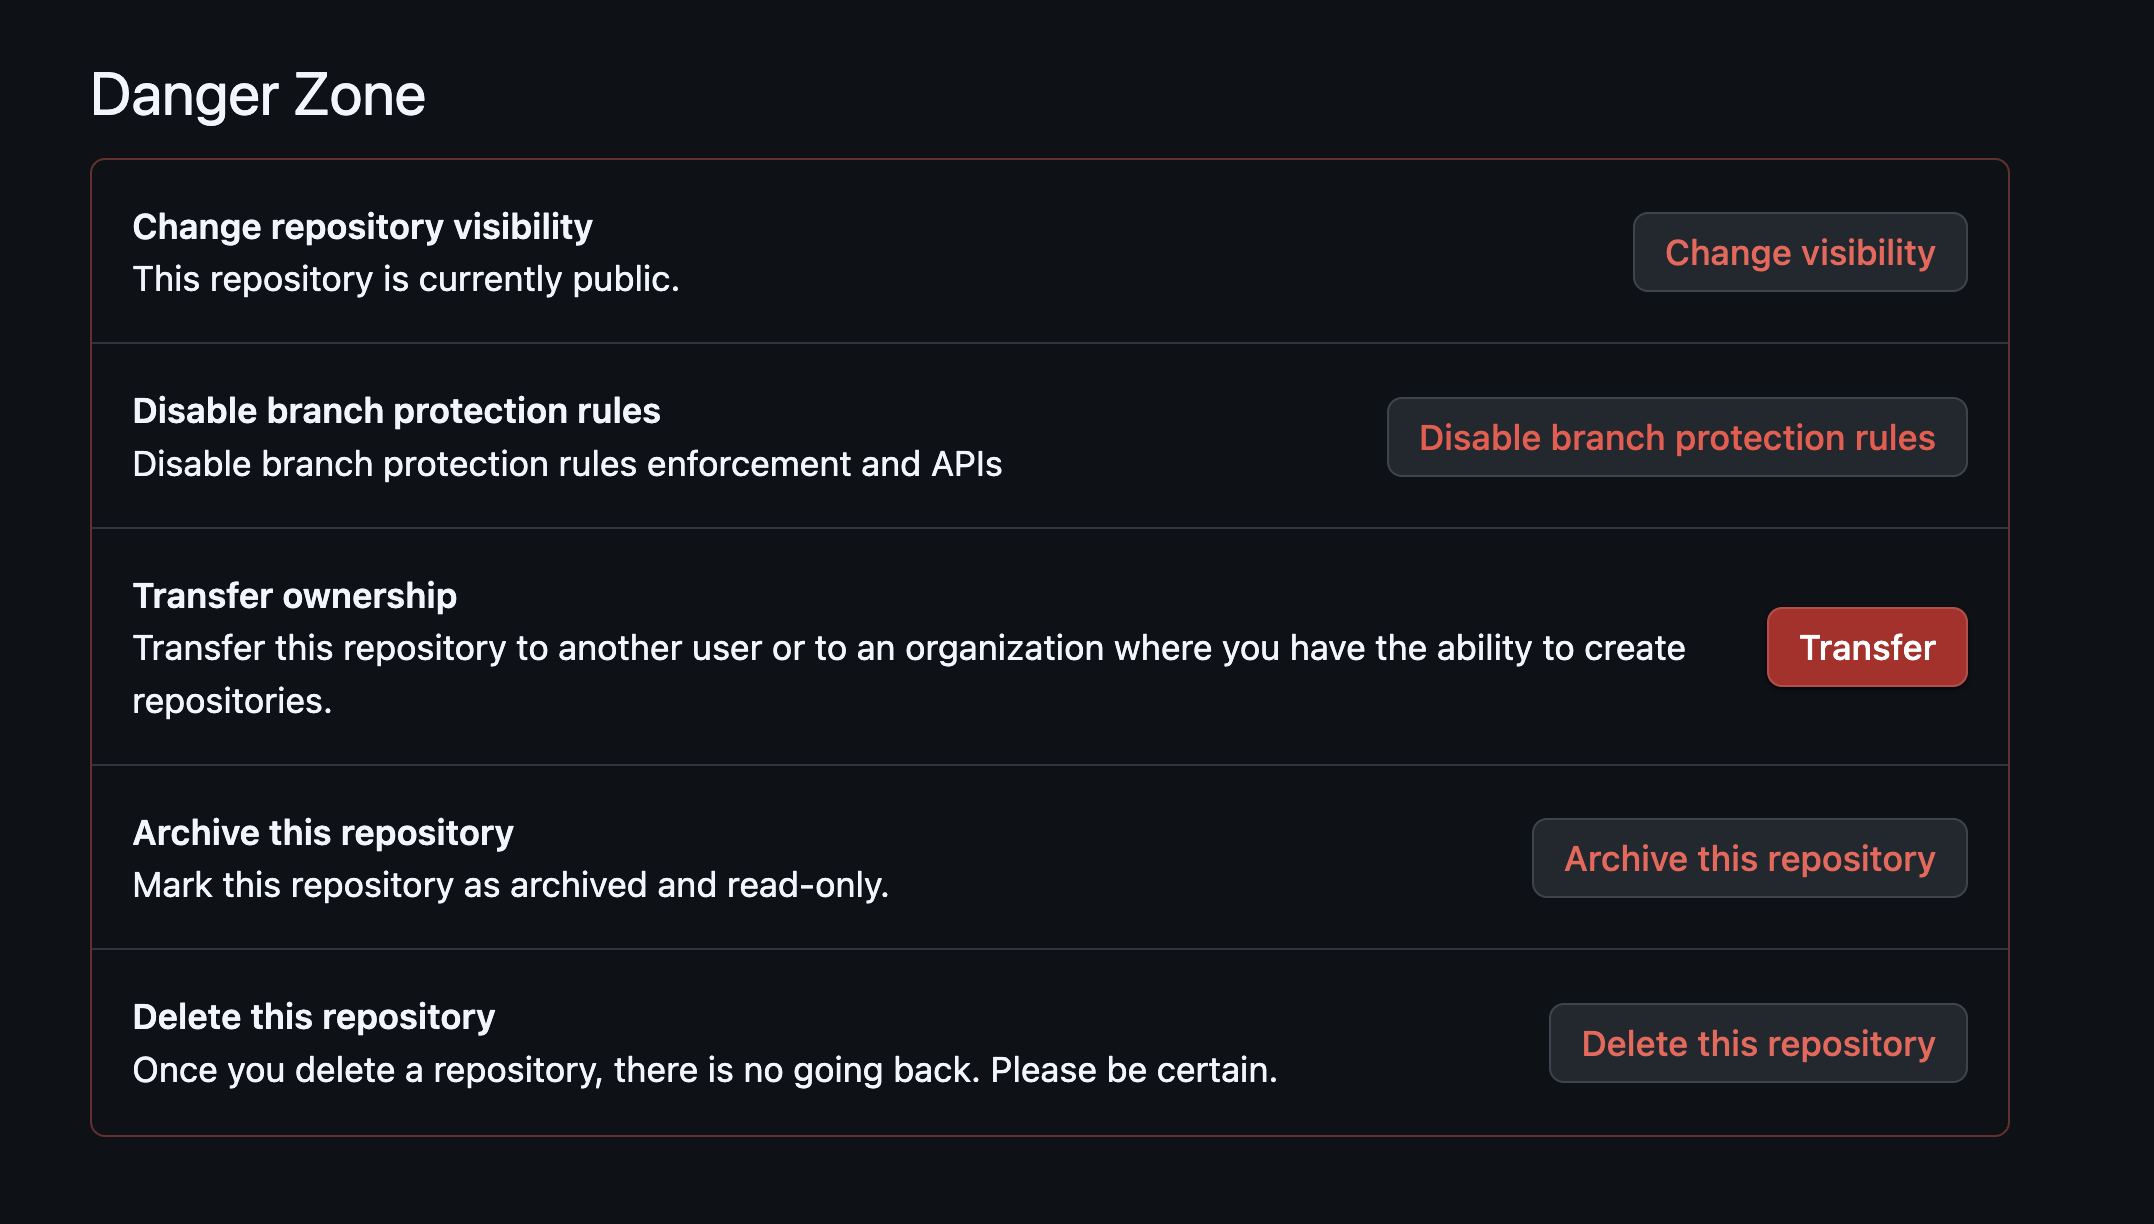 Danger Zone
Change repository visibility
This repository is currently public.
Change visibility
Disable branch protection rules
Disable branch protection rules enforcement and APIs
Disable branch protection rules
Transfer ownership
Transfer this repository to another user or to an organization where you have the ability to create
repositories.
Transfer
Archive this repository
Mark this repository as archived and read-only.
Archive this repository
Delete this repository
Once you delete a repository, there is no going back. Please be certain.
Delete this repository